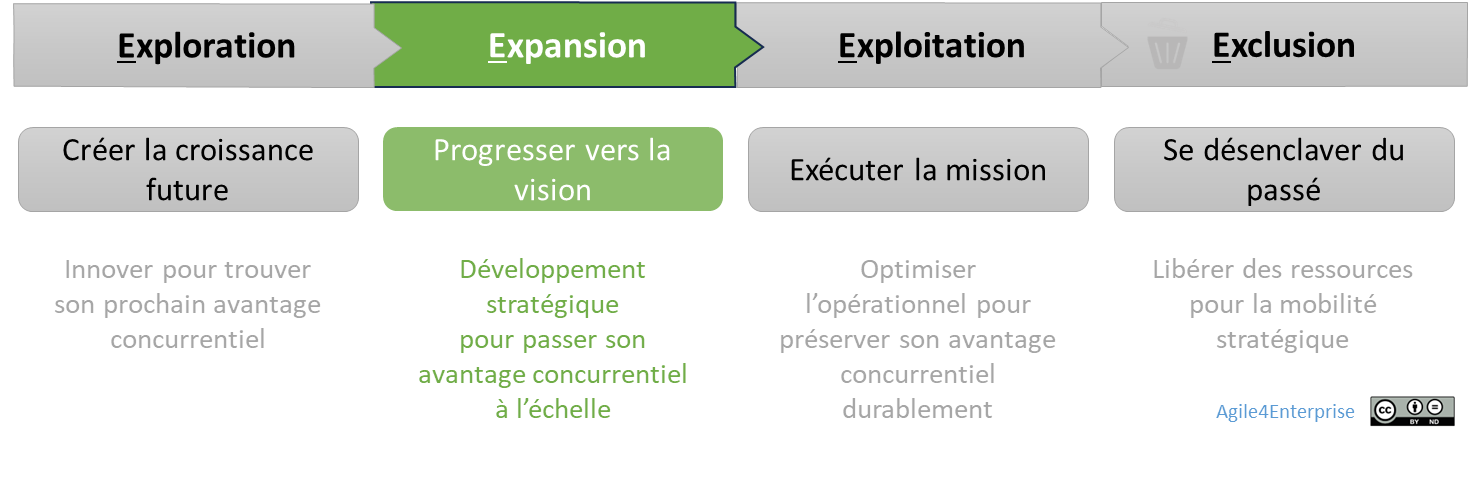 Exploration
Expansion
Exploitation
Exclusion
Créer la croissance
future
Progresser vers la
vision
Exécuter la mission
Se désenclaver du
passé
Innover pour trouver
son prochain avantage
concurrentiel
Développement
stratégique
pour passer son
avantage concurrentiel
à l’échelle
Optimiser
l’opérationnel pour
préserver son avantage
concurrentiel
durablement
Libérer des ressources
pour la mobilité
stratégique
Agile4Enterprise
cc
BY ND